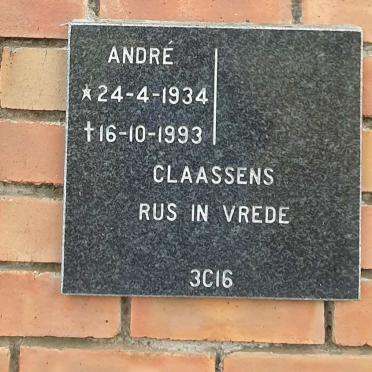 ANDRÉ
★24-4-1934
†16-10-1993
CLAASSENS
RUS IN VREDE
3C16